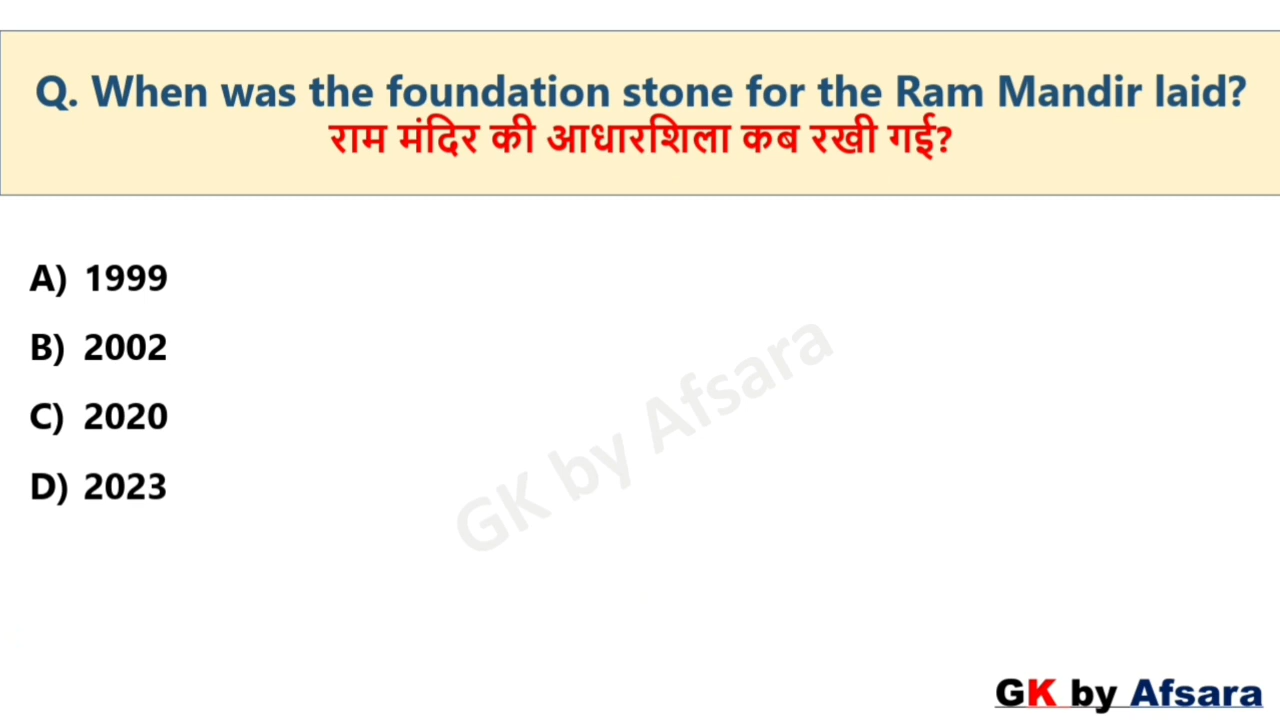 Q. When was the foundation stone for the Ram Mandir laid?
राम मंदिर की आधारशिला कब रखी गई?
A) 1999
B) 2002
C) 2020
D) 2023
GK by Afsara
GK by Afsara